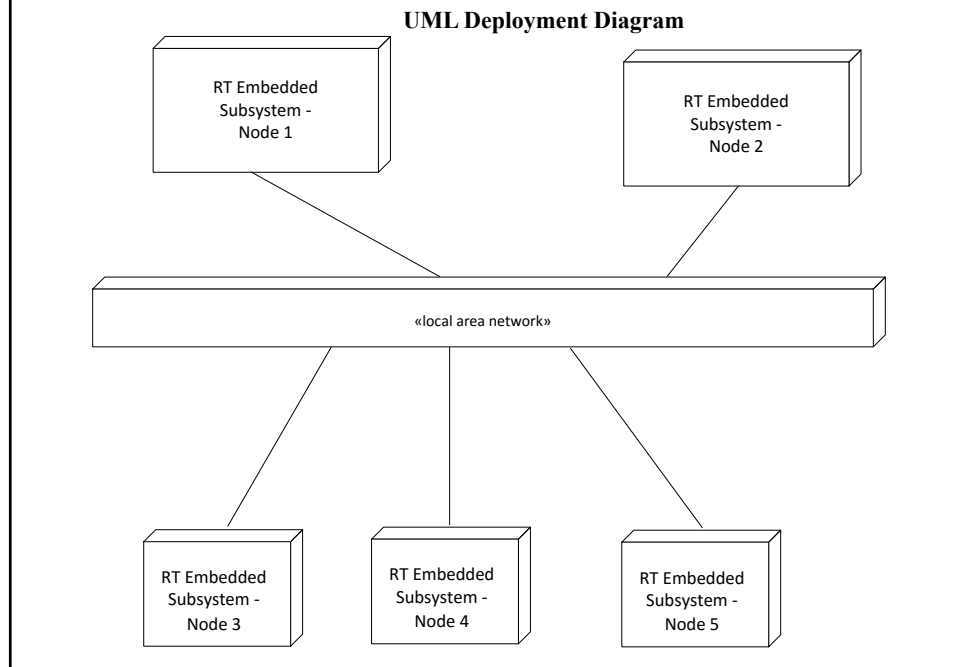 UML Deployment Diagram
RT Embedded
Subsystem -
Node 1
RT Embedded
Subsystem -
Node 2
«local area network»
RT Embedded
Subsystem -
Node 3
RT Embedded
Subsystem -
Node 4
RT Embedded
Subsystem -
Node 5